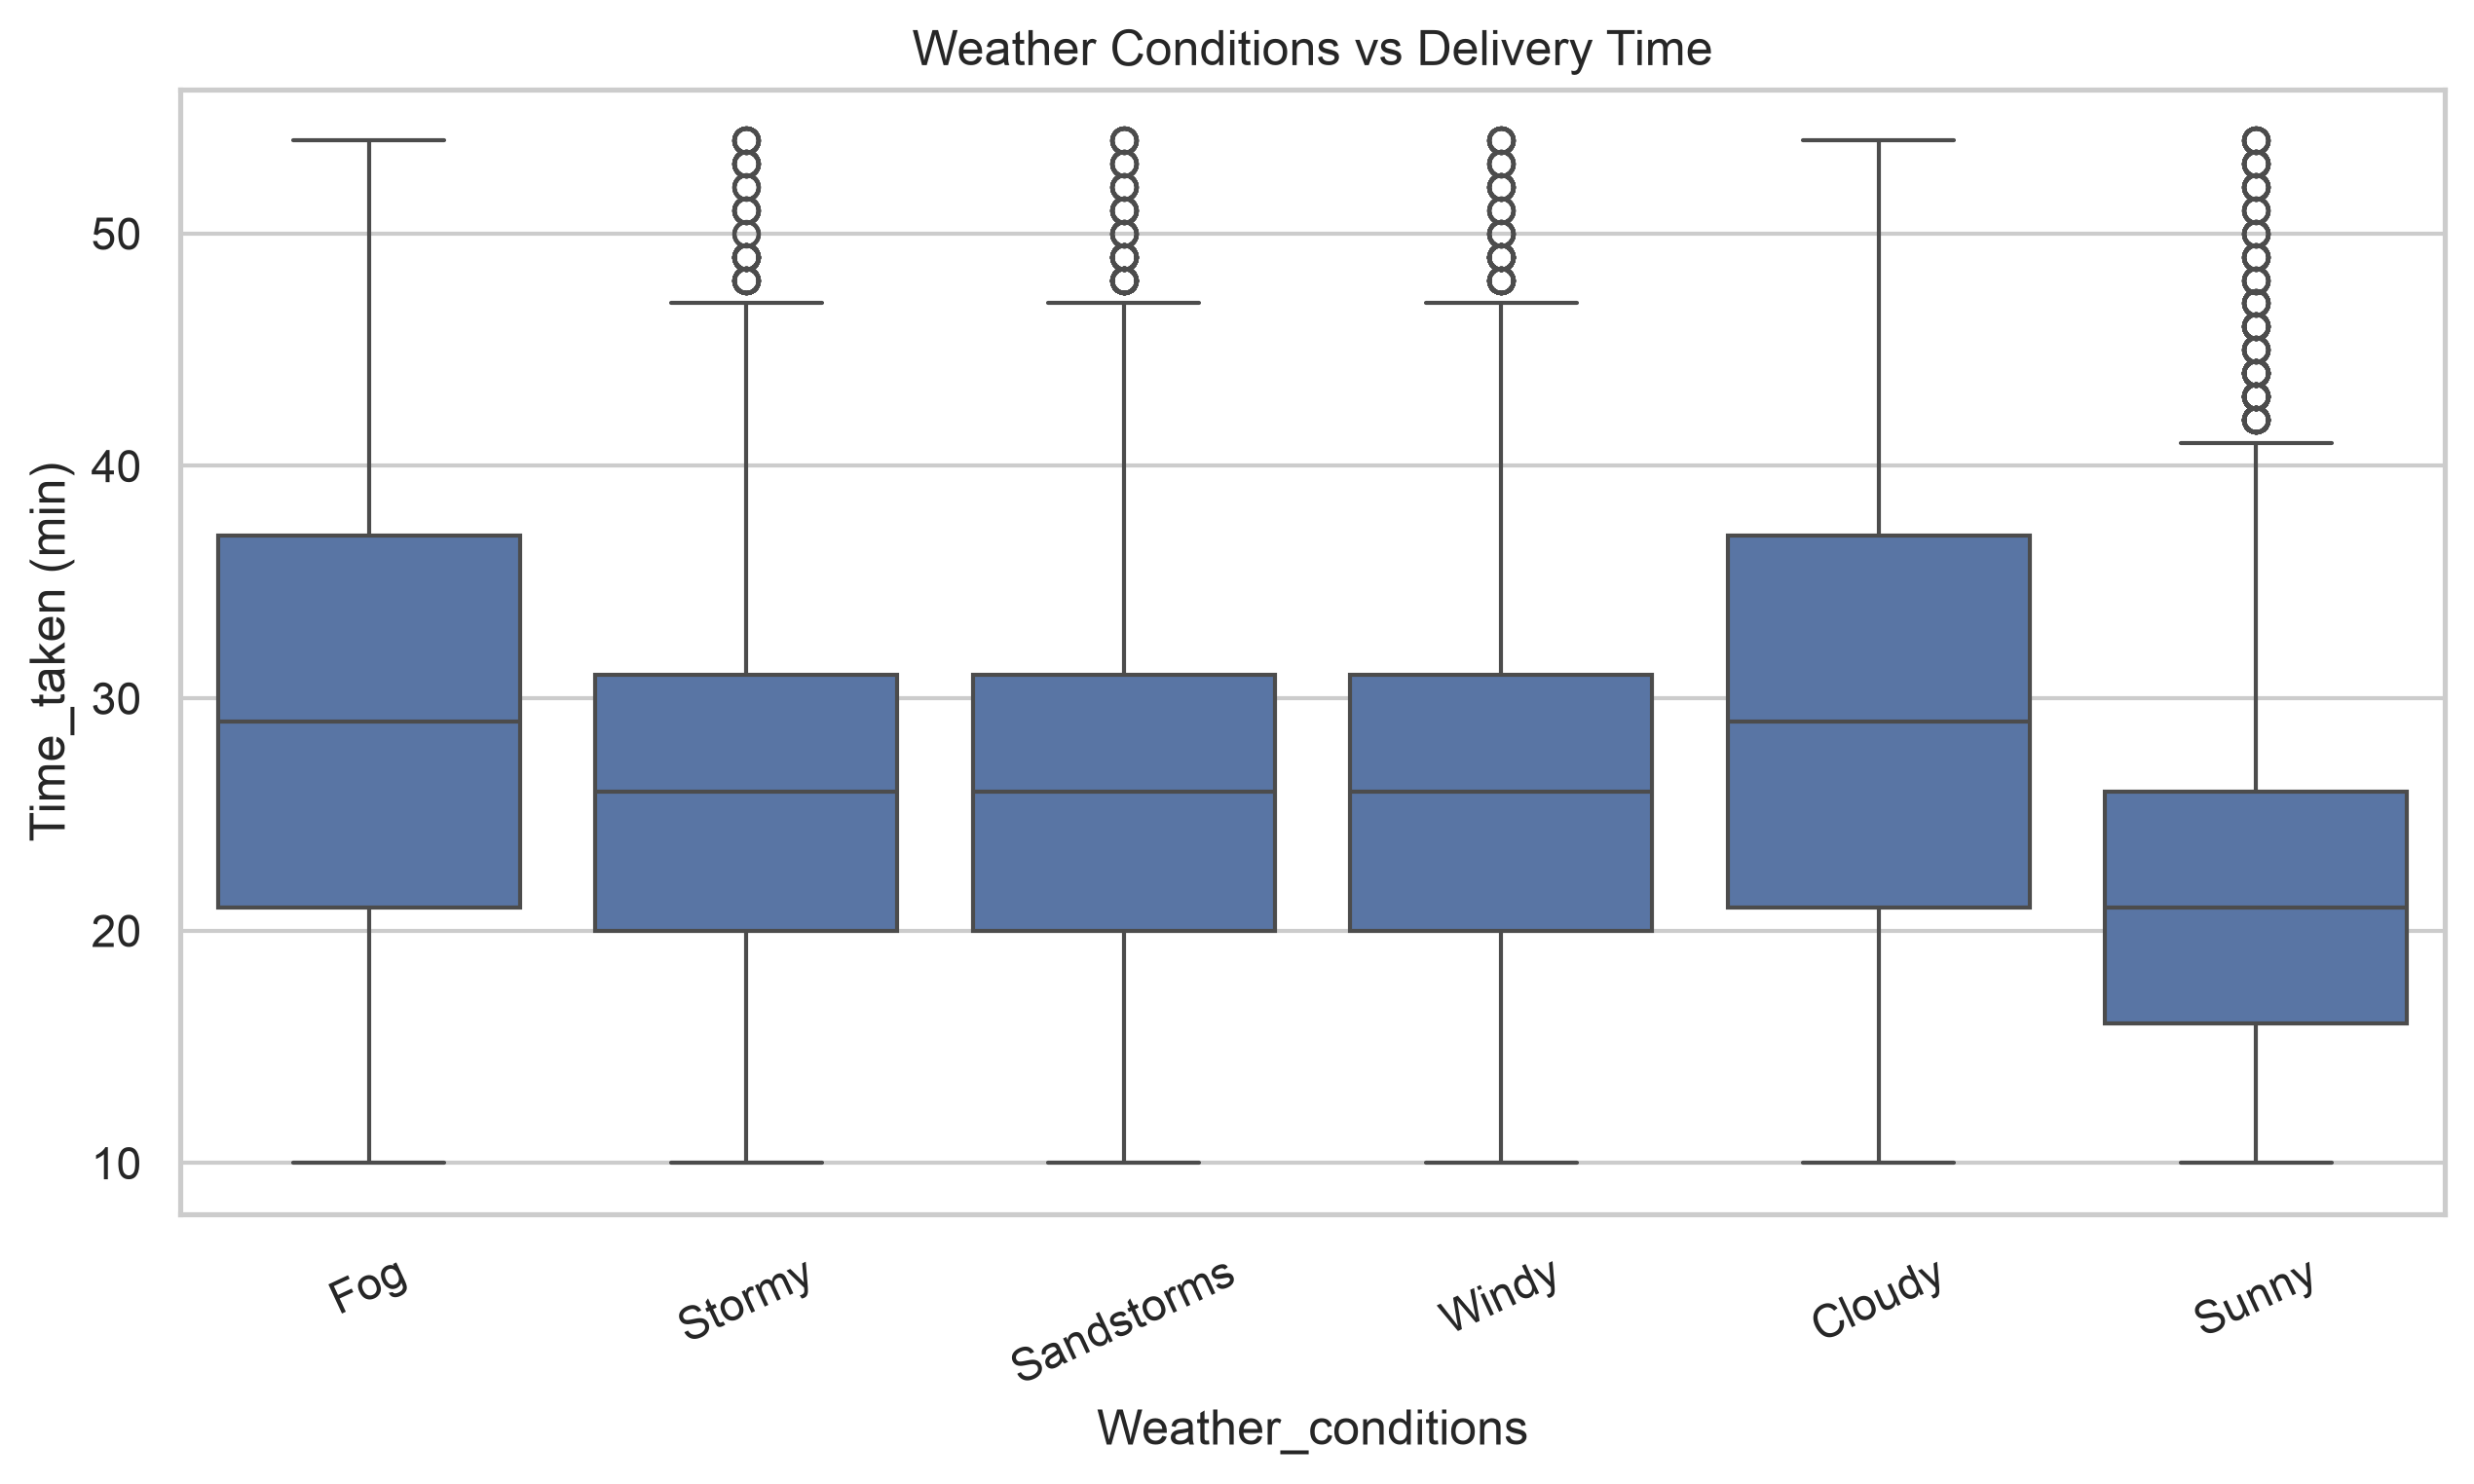 Weather Conditions vs Delivery Time
Time_taken (min)
50
40
30
20
10
Fog
Stormy
Sandstorms
Windy
Cloudy
Sunny
Weather_conditions